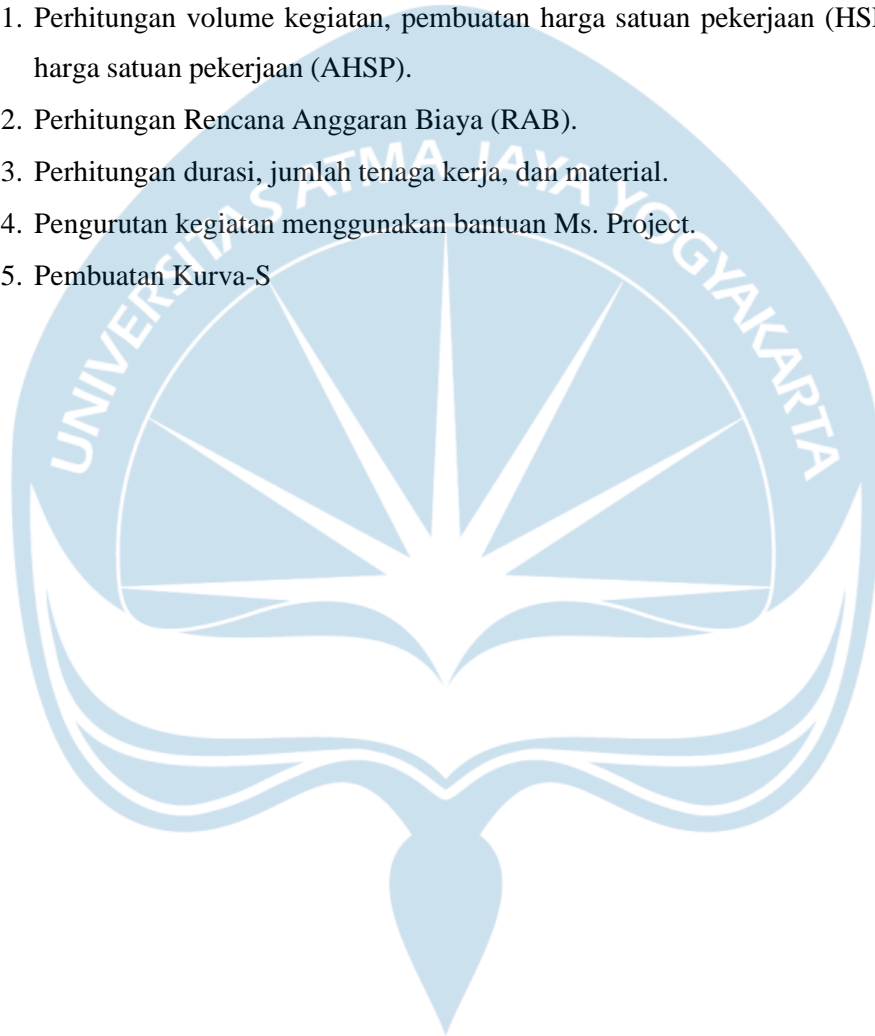 1. Perhitungan volume kegiatan, pembuatan harga satuan pekerjaan (HS
harga satuan pekerjaan (AHSP).
2. Perhitungan Rencana Anggaran Biaya (RAB).
3. Perhitungan durasi, jumlah tenaga kerja, dan material.
4. Pengurutan kegiatan menggunakan bantuan Ms. Project.
5. Pembuatan Kurva-S
UNIVERSITAS ATMA JAYA YOGYAKARTA